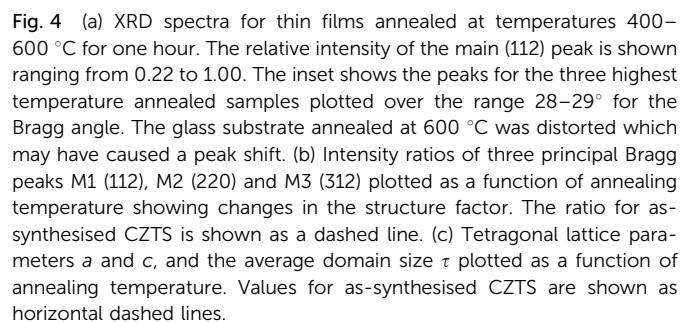 Fig. 4 (a) XRD spectra for thin films annealed at temperatures 400–
600 °C for one hour. The relative intensity of the main (112) peak is shown
ranging from 0.22 to 1.00. The inset shows the peaks for the three highest
temperature annealed samples plotted over the range 28–29° for the
Bragg angle. The glass substrate annealed at 600 °C was distorted which
may have caused a peak shift. (b) Intensity ratios of three principal Bragg
peaks M1 (112), M2 (220) and M3 (312) plotted as a function of annealing
temperature showing changes in the structure factor. The ratio for as-
synthesised CZTS is shown as a dashed line. (c) Tetragonal lattice para-
meters a and c, and the average domain size τ plotted as a function of
annealing temperature. Values for as-synthesised CZTS are shown as
horizontal dashed lines.